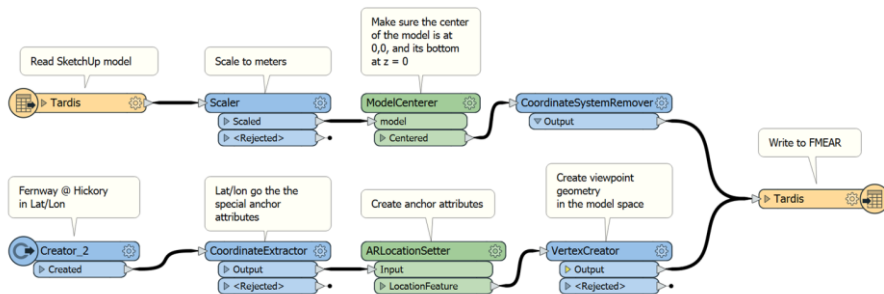 Make sure the center
of the model is at
0,0, and its bottom
at z = 0
Read SketchUp model
Scale to meters
Tardis
Scaler
Scaled
<Rejected>
ModelCenterer
model
Centered
CoordinateSystemRemover
Output
Write to FMEAR
Tardis
Fernway @ Hickory
in Lat/Lon
Lat/lon go the the
special anchor
attributes
Create anchor attributes
Create viewpoint
geometry
in the model space
Creator_2
Created
CoordinateExtractor
Output
<Rejected>
ARLocationSetter
Input
LocationFeature
VertexCreator
Output
<Rejected>